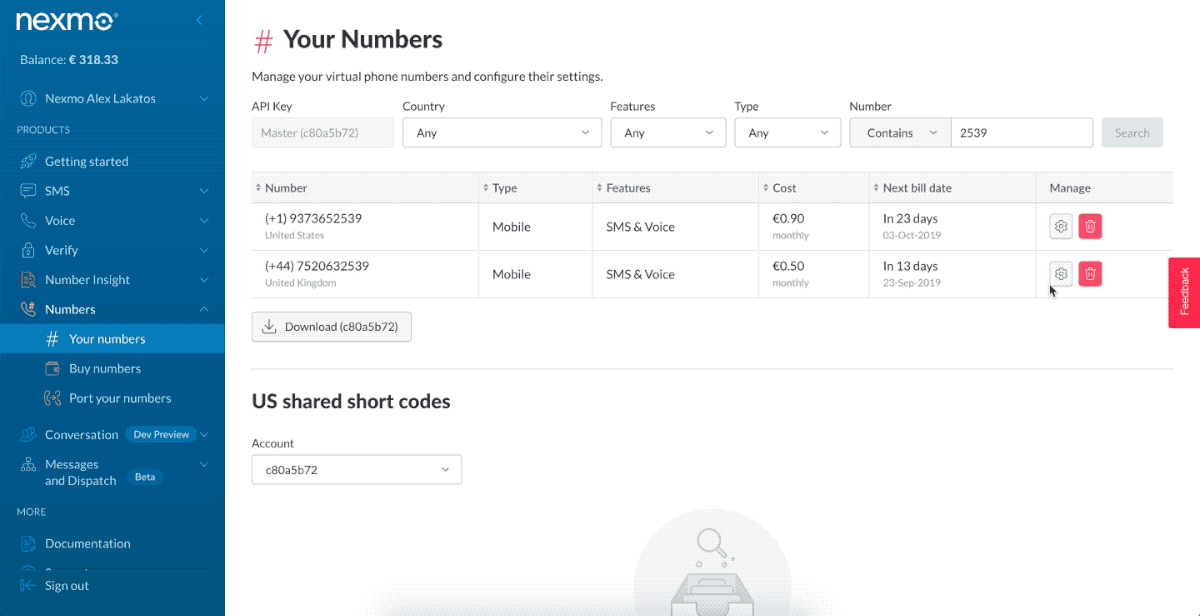 nexmo
Balance: € 318.33
Nexmo Alex Lakatos
PRODUCTS
Getting started
SMS
Voice
Verify
Number Insight
Numbers
Your numbers
Buy numbers
Port your numbers
Conversation Dev Preview
Messages
and Dispatch Beta
MORE
Documentation
Sign out
# Your Numbers
Manage your virtual phone numbers and configure their settings.
API Key Country Features Type Number
Master (c80a5b72) Any Any Any Contains 2539 Search
Number Type Features Cost Next bill date Manage
(+1) 9373652539 Mobile SMS & Voice €0.90 In 23 days
United States monthly 03-Oct-2019
(+44) 7520632539 Mobile SMS & Voice €0.50 In 13 days
United Kingdom monthly 23-Sep-2019
Download (c80a5b72)
US shared short codes
Account
c80a5b72
Feedback